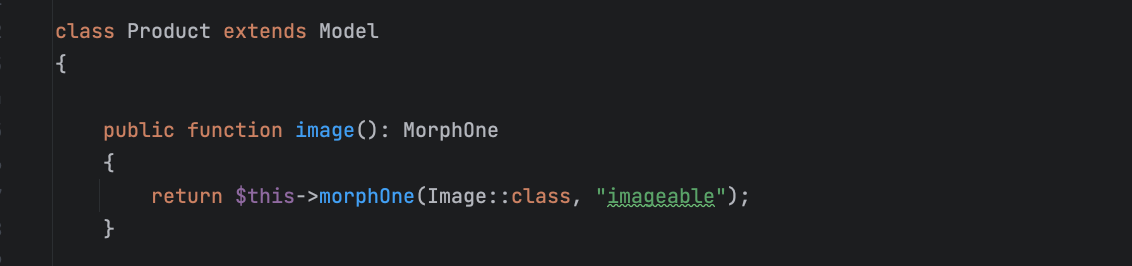 class Product extends Model
{
public function image(): MorphOne
{
return $this->morphOne(Image::class, "imageable");
}